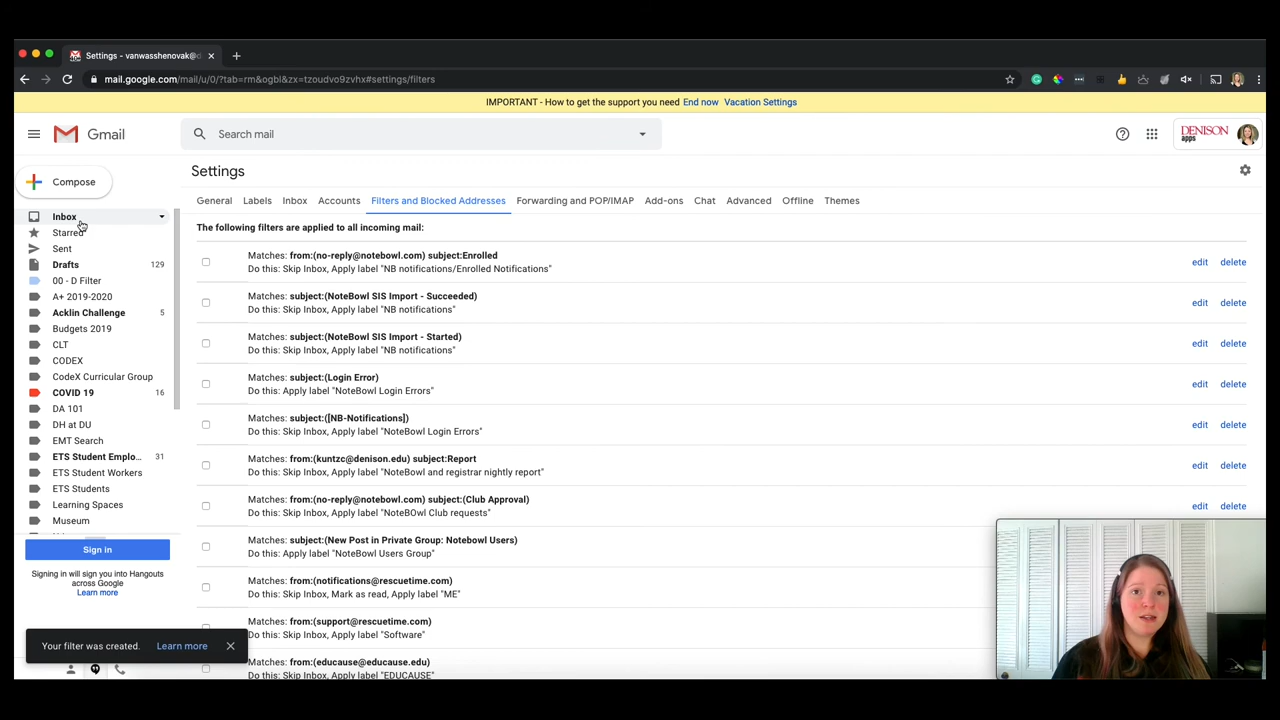 Settings - vanwasshenovak@d
mail.google.com/mail/u/0/?tab=rm&ogbl&zx=tzoudvo9zvhx#settings/filters
IMPORTANT - How to get the support you need End now Vacation Settings
Gmail
Search mail
DENISON
apps
Compose
Settings
General Labels Inbox Accounts Filters and Blocked Addresses Forwarding and POP/IMAP Add-ons Chat Advanced Offline Themes
Inbox
Starred
Sent
Drafts 129
00 - D Filter
A+ 2019-2020
Acklin Challenge 5
Budgets 2019
CLT
CODEX
CodeX Curricular Group
COVID 19 16
DA 101
DH at DU
EMT Search
ETS Student Emplo... 31
ETS Student Workers
ETS Students
Learning Spaces
Museum
Sign in
Signing in will sign you into Hangouts
across Google
Learn more
Your filter was created. Learn more
The following filters are applied to all incoming mail:
Matches: from:(no-reply@notebowl.com) subject:Enrolled
Do this: Skip Inbox, Apply label "NB notifications/Enrolled Notifications"
edit delete
Matches: subject:(NoteBowl SIS Import - Succeeded)
Do this: Skip Inbox, Apply label "NB notifications"
edit delete
Matches: subject:(NoteBowl SIS Import - Started)
Do this: Skip Inbox, Apply label "NB notifications"
edit delete
Matches: subject:(Login Error)
Do this: Apply label "NoteBowl Login Errors"
edit delete
Matches: subject:([NB-Notifications])
Do this: Skip Inbox, Apply label "NoteBowl Login Errors"
edit delete
Matches: from:(kuntzc@denison.edu) subject:Report
Do this: Skip Inbox, Apply label "NoteBowl and registrar nightly report"
edit delete
Matches: from:(no-reply@notebowl.com) subject:(Club Approval)
Do this: Skip Inbox, Apply label "NoteBOwl Club requests"
edit delete
Matches: subject:(New Post in Private Group: Notebowl Users)
Do this: Apply label "NoteBowl Users Group"
Matches: from:(notifications@rescuetime.com)
Do this: Skip Inbox, Mark as read, Apply label "ME"
Matches: from:(support@rescuetime.com)
Do this: Skip Inbox, Apply label "Software"
Matches: from:(educause@educause.edu)
Do this: Skip Inbox, Apply label "EDUCAUSE"